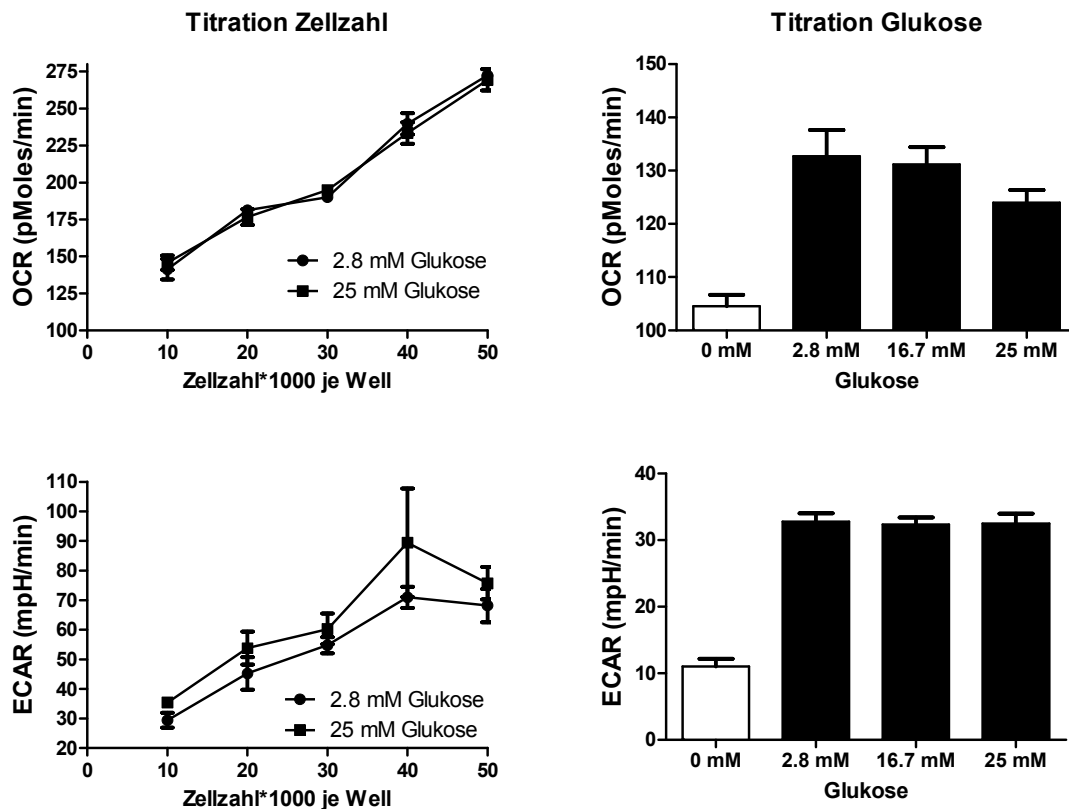 Titration Zellzahl
OCR (pMoles/min)
275
250
225
200
175
150
125
100
0
10
20
30
40
50
2.8 mM Glukose
25 mM Glukose
Zellzahl*1000 je Well
Titration Glukose
OCR (pMoles/min)
150
140
130
120
110
100
0 mM
2.8 mM
16.7 mM
25 mM
Glukose
ECAR (mpH/min)
110
100
90
80
70
60
50
40
30
20
0
10
20
30
40
50
2.8 mM Glukose
25 mM Glukose
Zellzahl*1000 je Well
ECAR (mpH/min)
40
30
20
10
0
0 mM
2.8 mM
16.7 mM
25 mM
Glukose